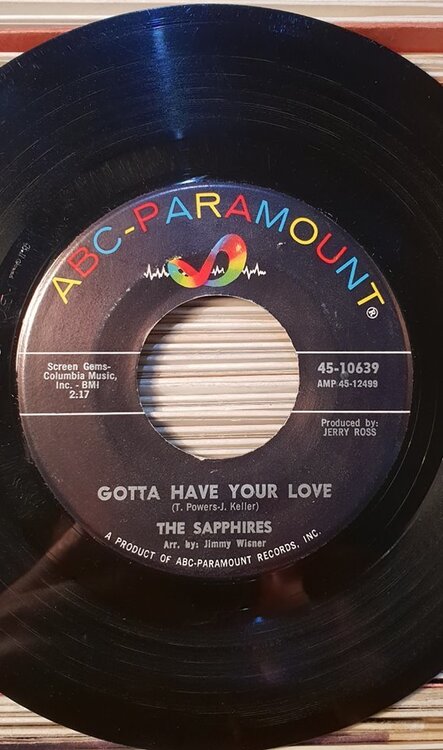 ABC-PARAMOUNT®
Screen Gems-
Columbia Music,
Inc. - BMI
2:17
45-10639
AMP 45-12499
Produced by:
JERRY ROSS
GOTTA HAVE YOUR LOVE
(T. Powers-J. Keller)
THE SAPPHIRES
Arr. by: Jimmy Wisner
A PRODUCT OF ABC-PARAMOUNT RECORDS, INC.